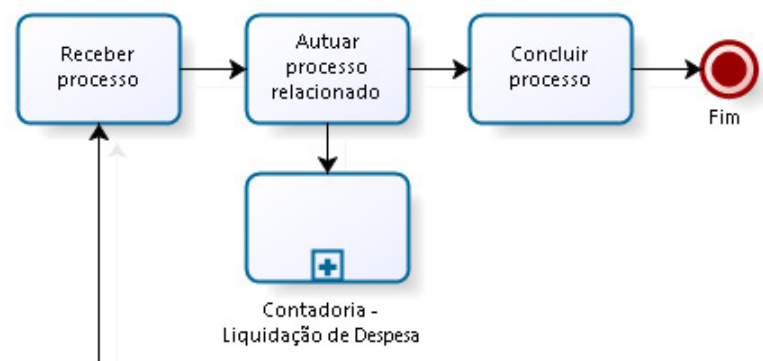 Receber
processo
Autuar
processo
relacionado
Concluir
processo
Fim
Contadoria -
Liquidação de Despesa